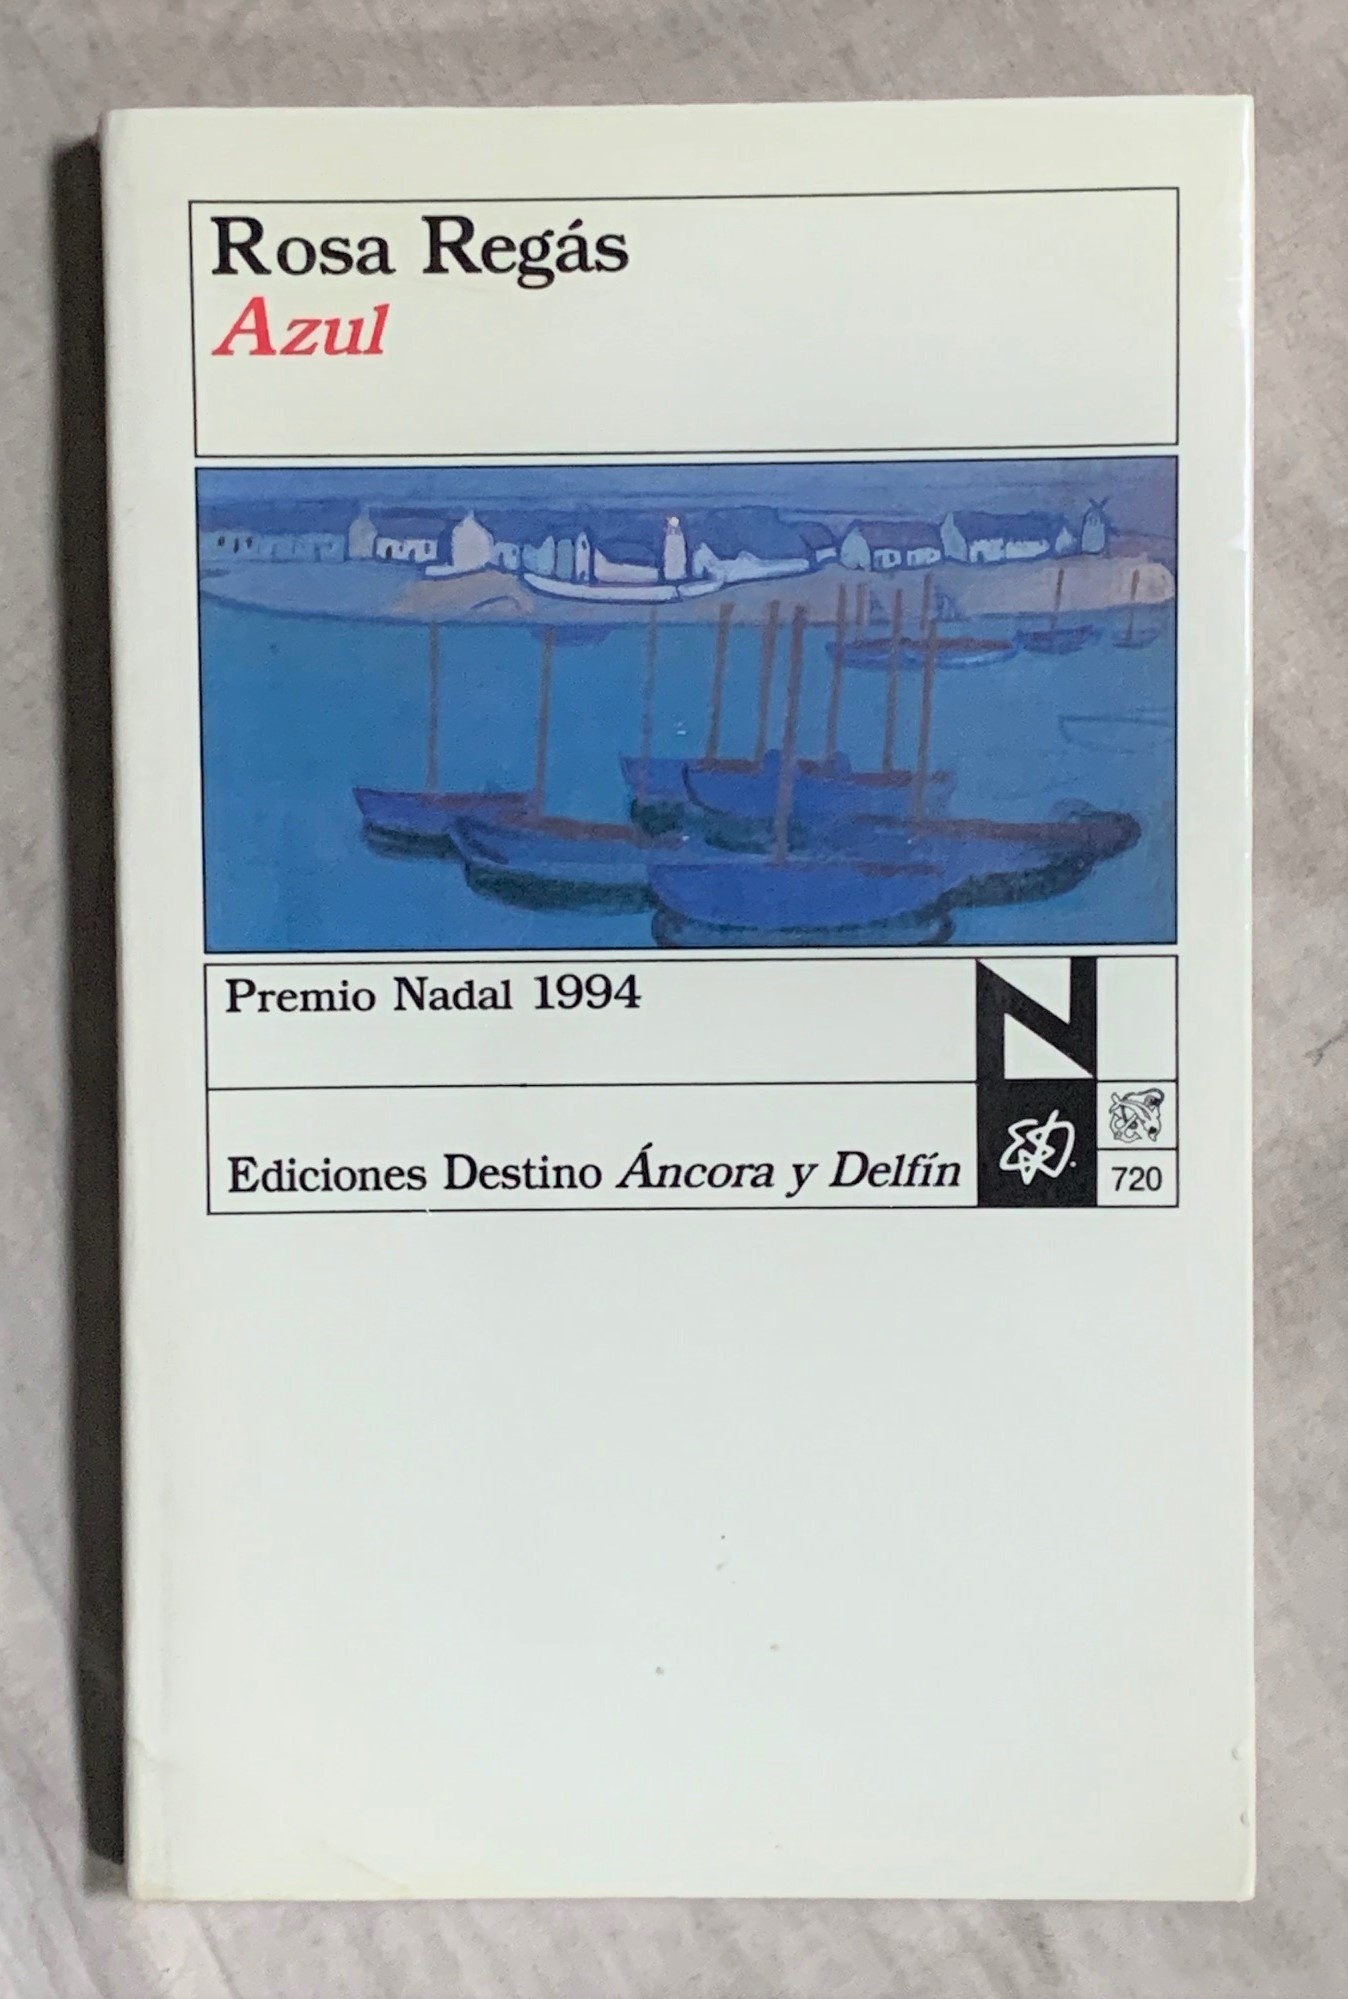 Rosa Regás
Azul
Premio Nadal 1994
N
Ediciones Destino Áncora y Delfín
720